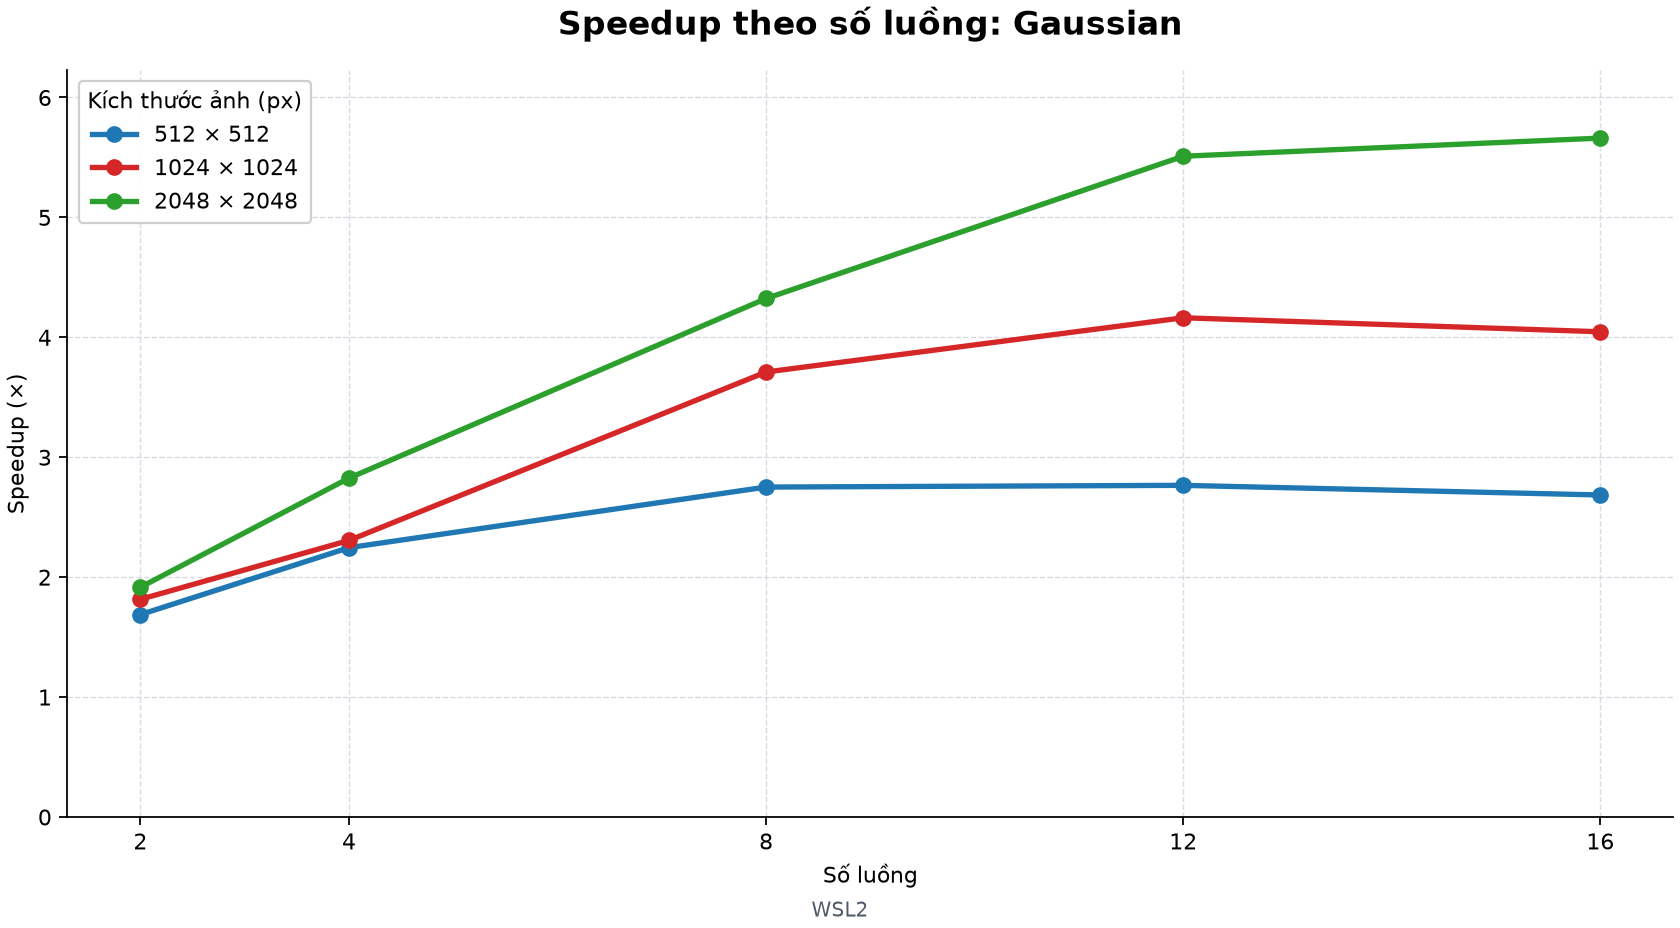 Speedup theo số luồng: Gaussian
Kích thước ảnh (px)
512 × 512
1024 × 1024
2048 × 2048
Speedup (×)
6
5
4
3
2
1
0
2 4 8 12 16
Số luồng
WSL2